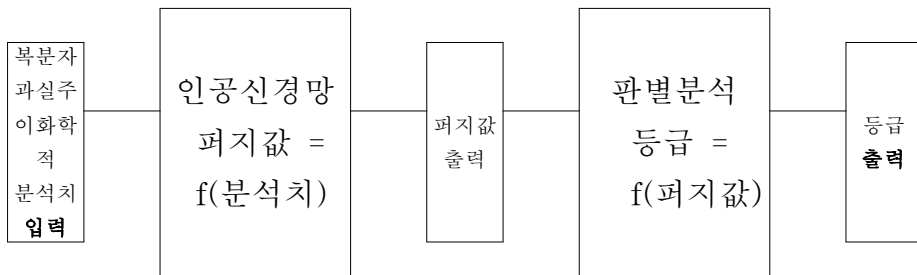 복분자
과실주
이화학
적
분석치
입력
인공신경망
퍼지값 =
f(분석치)
퍼지값
출력
판별분석
등급 =
f(퍼지값)
등급
출력